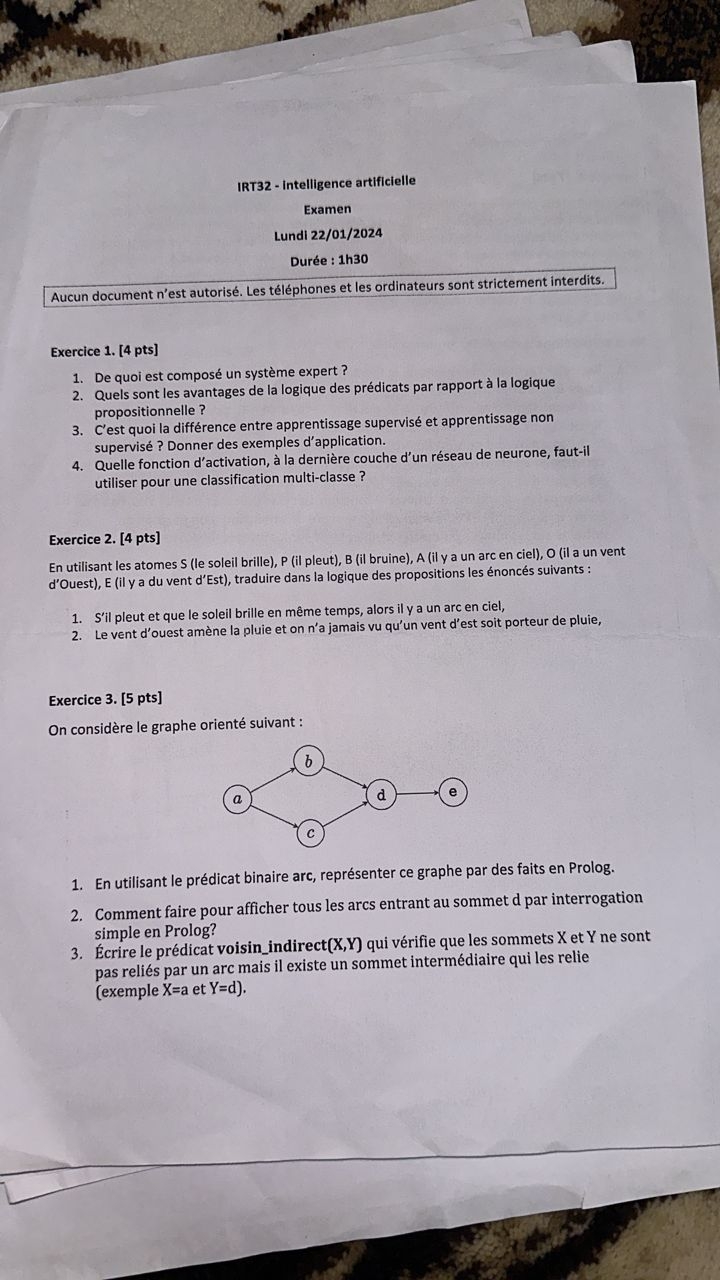 IRT32 - Intelligence artificielle
Examen
Lundi 22/01/2024
Durée : 1h30
Aucun document n'est autorisé. Les téléphones et les ordinateurs sont strictement interdits.
Exercice 1. [4 pts]
1. De quoi est composé un système expert ?
2. Quels sont les avantages de la logique des prédicats par rapport à la logique
propositionnelle ?
3. C'est quoi la différence entre apprentissage supervisé et apprentissage non
supervisé ? Donner des exemples d'application.
4. Quelle fonction d'activation, à la dernière couche d'un réseau de neurone, faut-il
utiliser pour une classification multi-classe ?
Exercice 2. [4 pts]
En utilisant les atomes S (le soleil brille), P (il pleut), B (il bruine), A (il y a un arc en ciel), O (il a un vent
d'Ouest), E (il y a du vent d'Est), traduire dans la logique des propositions les énoncés suivants :
1. S'il pleut et que le soleil brille en même temps, alors il y a un arc en ciel,
2. Le vent d'ouest amène la pluie et on n'a jamais vu qu'un vent d'est soit porteur de pluie,
Exercice 3. [5 pts]
On considère le graphe orienté suivant :
b
a
d
e
c
1. En utilisant le prédicat binaire arc, représenter ce graphe par des faits en Prolog.
2. Comment faire pour afficher tous les arcs entrant au sommet d par interrogation
simple en Prolog?
3. Écrire le prédicat voisin_indirect(X,Y) qui vérifie que les sommets X et Y ne sont
pas reliés par un arc mais il existe un sommet intermédiaire qui les relie
(exemple X=a et Y=d).